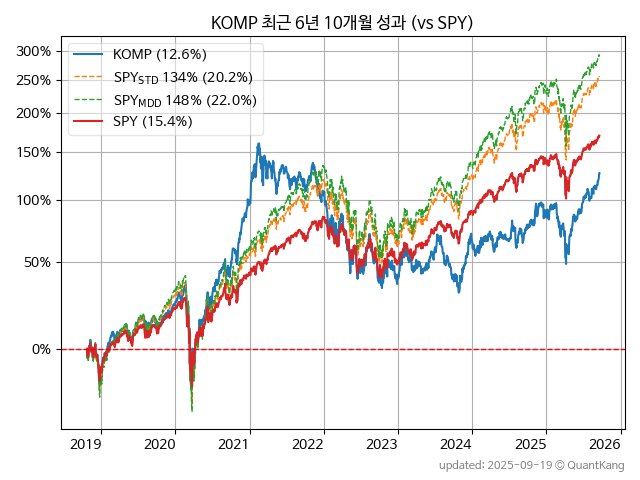 KOMP 최근 6년 10개월 성과 (vs SPY)
KOMP (12.6%)
SPY_STD 134% (20.2%)
SPY_MDD 148% (22.0%)
SPY (15.4%)
300%
250%
200%
150%
100%
50%
0%
2019 2020 2021 2022 2023 2024 2025 2026
updated: 2025-09-19 © QuantKang